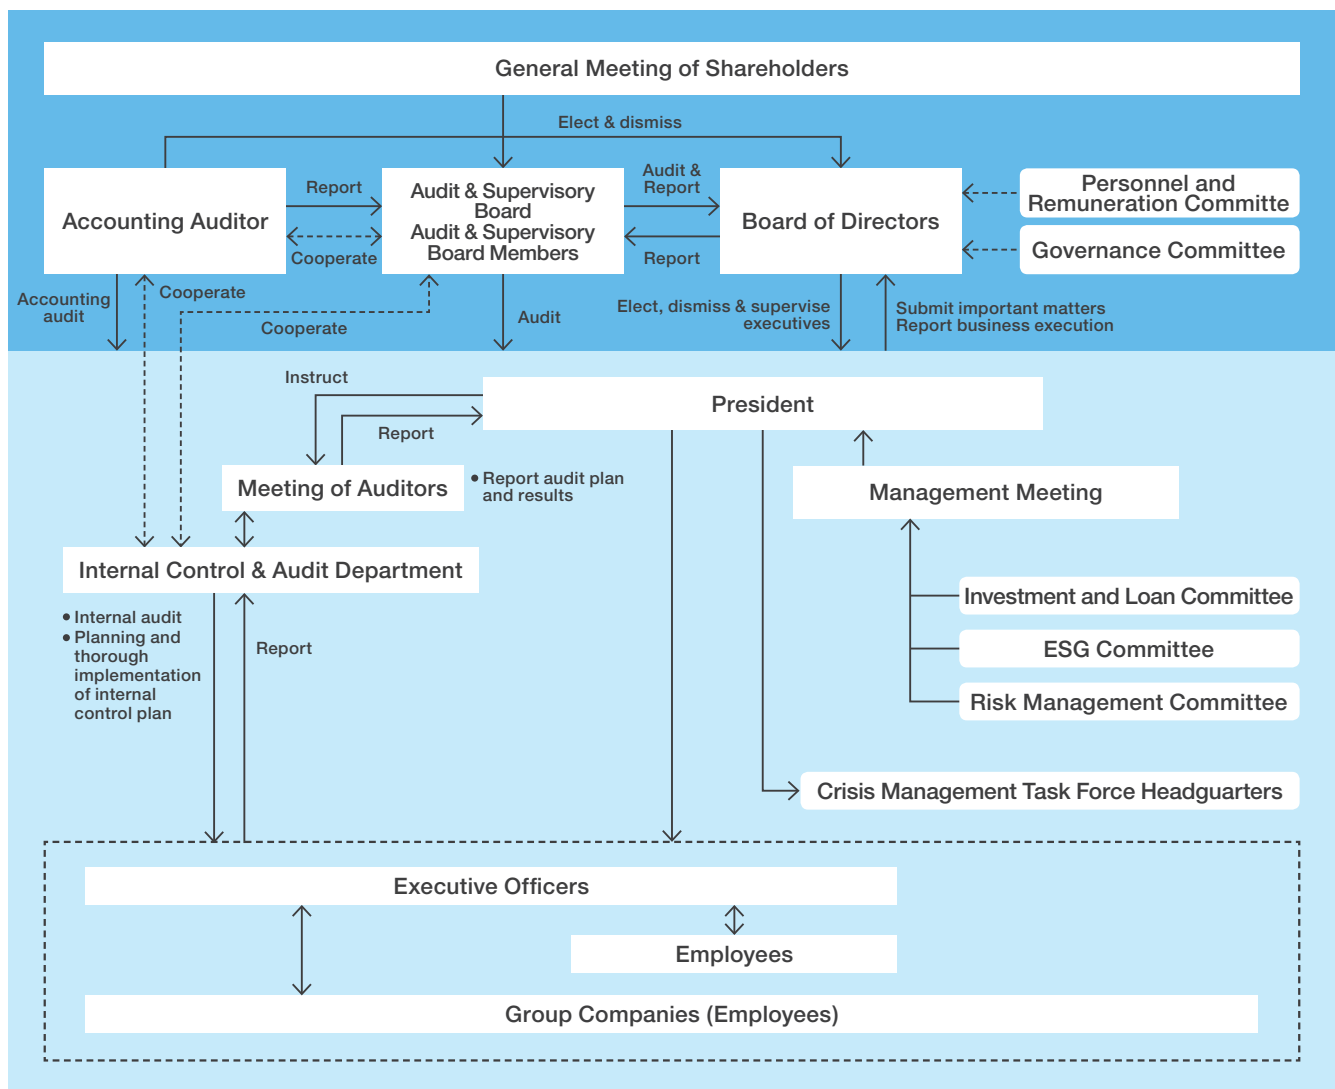 General Meeting of Shareholders
Elect & dismiss
Accounting Auditor
Report
Cooperate
Audit & Supervisory
Board
Audit & Supervisory
Board Members
Audit &
Report
Report
Board of Directors
Personnel and
Remuneration Committe
Governance Committee
Accounting
audit
Cooperate
Cooperate
Audit
Elect, dismiss & supervise
executives
Submit important matters
Report business execution
Instruct
President
Report
Meeting of Auditors
• Report audit plan
and results
Management Meeting
Internal Control & Audit Department
• Internal audit
• Planning and
thorough
implementation
of internal
control plan
Report
Investment and Loan Committee
ESG Committee
Risk Management Committee
Crisis Management Task Force Headguarters
Executive Officers
Employees
Group Companies (Employees)